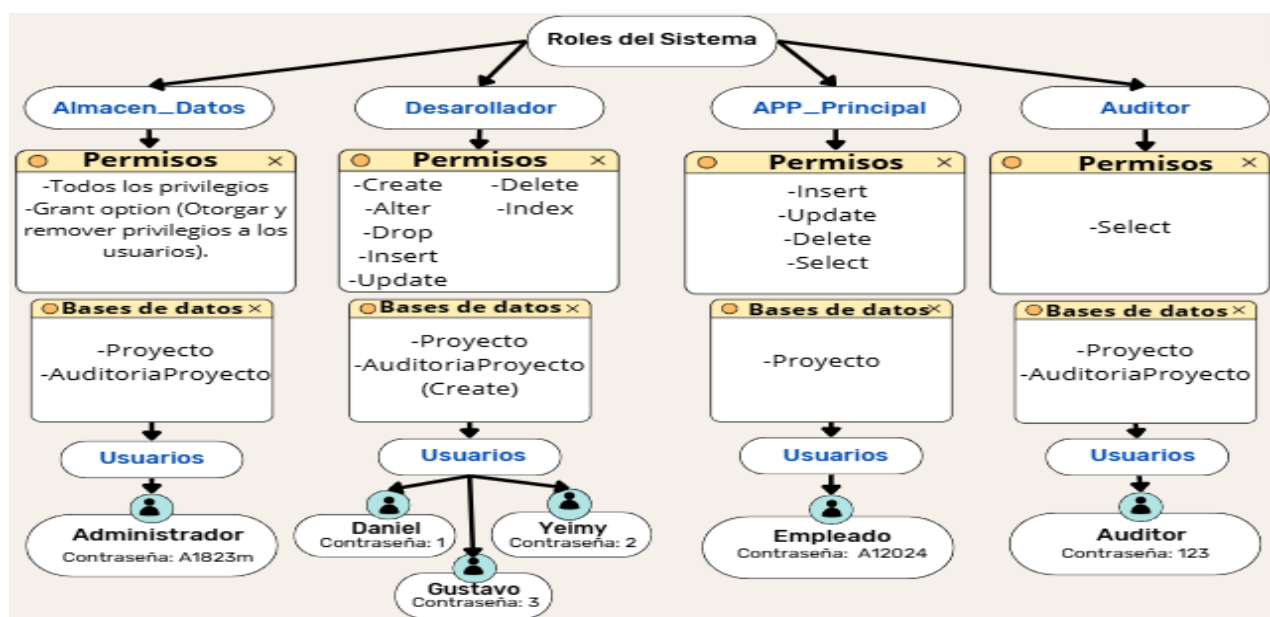 Roles del Sistema
Almacen_Datos
Permisos
-Todos los privilegios
-Grant option (Otorgar y
remover privilegios a los
usuarios).
Bases de datos
-Proyecto
-AuditoriaProyecto
Usuarios
Administrador
Contraseña: A1823m
Desarollador
Permisos
-Create
-Alter
-Drop
-Insert
-Update
-Delete
-Index
Bases de datos
-Proyecto
-AuditoriaProyecto
(Create)
Usuarios
Daniel
Contraseña: 1
Gustavo
Contraseña: 3
Yeimy
Contraseña: 2
APP_Principal
Permisos
-Insert
-Update
-Delete
-Select
Bases de datos
-Proyecto
Usuarios
Empleado
Contraseña: A12024
Auditor
Permisos
-Select
Bases de datos
-Proyecto
-AuditoriaProyecto
Usuarios
Auditor
Contraseña: 123